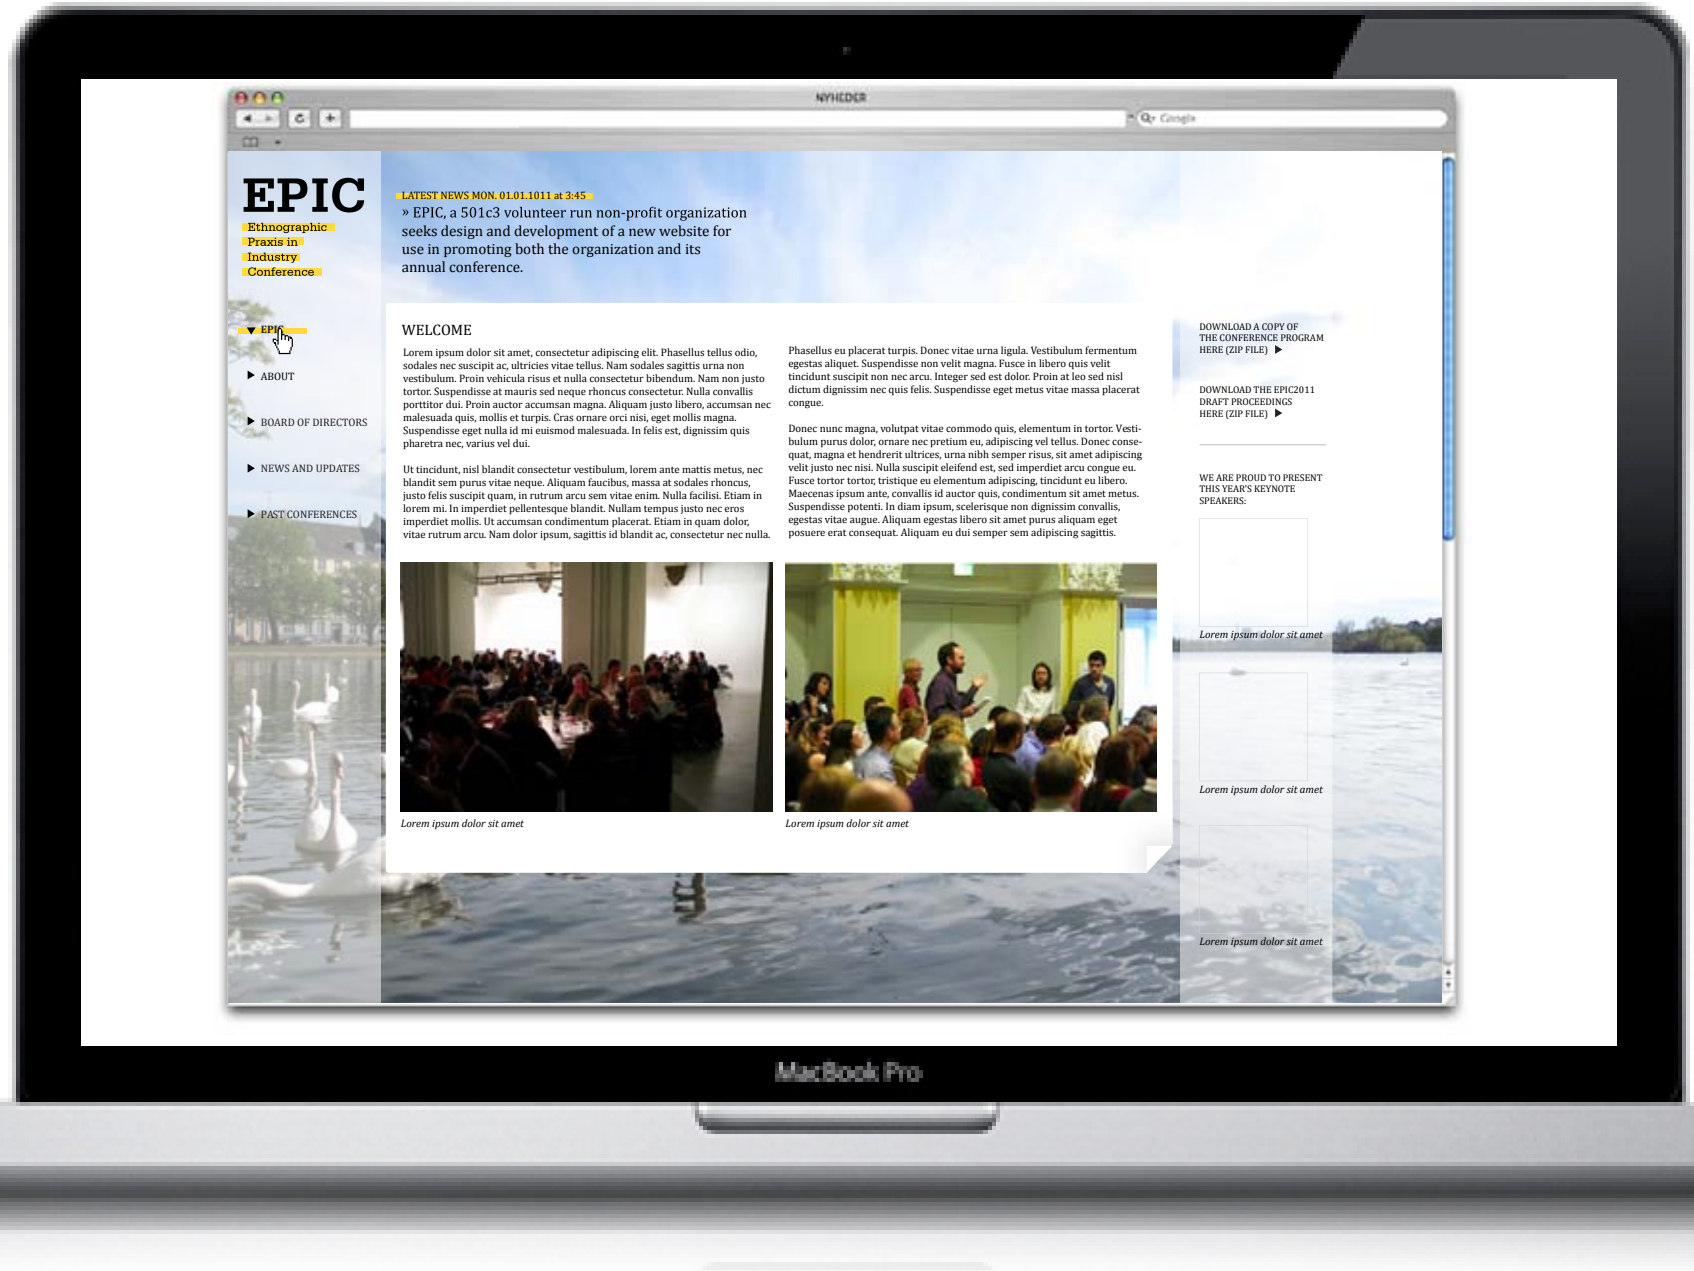 NYHEDER
Google
EPIC
Ethnographic
Praxis in
Industry
Conference
EPIC
ABOUT
BOARD OF DIRECTORS
NEWS AND UPDATES
PAST CONFERENCES
LATEST NEWS MON. 01.01.1011 at 3:45
» EPIC, a 501c3 volunteer run non-profit organization
seeks design and development of a new website for
use in promoting both the organization and its
annual conference.
WELCOME
Lorem ipsum dolor sit amet, consectetur adipiscing elit. Phasellus tellus odio,
sodales nec suscipit ac, ultricies vitae tellus. Nam sodales sagittis urna non
vestibulum. Proin vehicula risus et nulla consectetur bibendum. Nam non justo
tortor. Suspendisse at mauris sed neque rhoncus consectetur. Nulla convallis
porttitor dui. Proin auctor accumsan magna. Aliquam justo libero, accumsan nec
malesuada quis, mollis et turpis. Cras ornare orci nisi, eget mollis magna.
Suspendisse eget nulla id mi euismod malesuada. In felis est, dignissim quis
pharetra nec, varius vel dui.
Ut tincidunt, nisl blandit consectetur vestibulum, lorem ante mattis metus, nec
blandit sem purus vitae neque. Aliquam faucibus, massa at sodales rhoncus,
justo felis suscipit quam, in rutrum arcu sem vitae enim. Nulla facilisi. Etiam in
lorem mi. In imperdiet pellentesque blandit. Nullam tempus justo nec eros
imperdiet mollis. Ut accumsan condimentum placerat. Etiam in quam dolor,
vitae rutrum arcu. Nam dolor ipsum, sagittis id blandit ac, consectetur nec nulla.
Phasellus eu placerat turpis. Donec vitae urna ligula. Vestibulum fermentum
egestas aliquet. Suspendisse non velit magna. Fusce in libero quis velit
tincidunt suscipit non nec arcu. Integer sed est dolor. Proin at leo sed nisl
dictum dignissim nec quis felis. Suspendisse eget metus vitae massa placerat
congue.
Donec nunc magna, volutpat vitae commodo quis, elementum in tortor. Vesti-
bulum purus dolor, ornare nec pretium eu, adipiscing vel tellus. Donec conse-
quat, magna et hendrerit ultrices, urna nibh semper risus, sit amet adipiscing
velit justo nec nisi. Nulla suscipit eleifend est, sed imperdiet arcu congue eu.
Fusce tortor tortor, tristique eu elementum adipiscing, tincidunt eu libero.
Maecenas ipsum ante, convallis id auctor quis, condimentum sit amet metus.
Suspendisse potenti. In diam ipsum, scelerisque non dignissim convallis,
egestas vitae augue. Aliquam egestas libero sit amet purus aliquam eget
posuere erat consequat. Aliquam eu dui semper sem adipiscing sagittis.
Lorem ipsum dolor sit amet
Lorem ipsum dolor sit amet
DOWNLOAD A COPY OF
THE CONFERENCE PROGRAM
HERE (ZIP FILE)
DOWNLOAD THE EPIC2011
DRAFT PROCEEDINGS
HERE (ZIP FILE)
WE ARE PROUD TO PRESENT
THIS YEAR'S KEYNOTE
SPEAKERS:
Lorem ipsum dolor sit amet
Lorem ipsum dolor sit amet
Lorem ipsum dolor sit amet
MacBook Pro